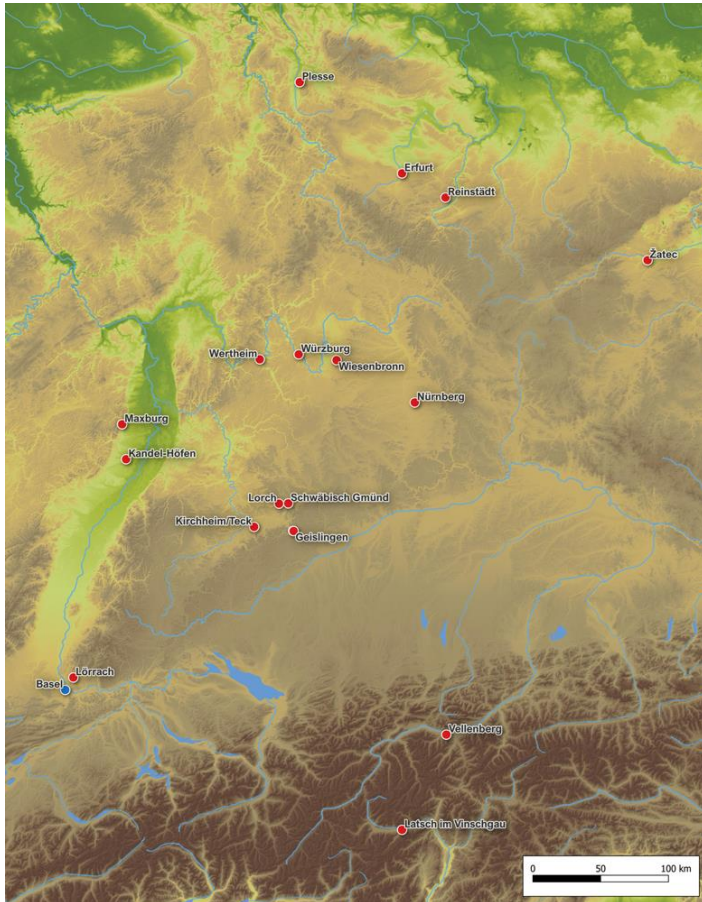 Plesse
Erfurt
Reinstädt
Žatec
Würzburg
Wertheim
Wiesenbronn
Nürnberg
Maxburg
Kandel-Höfen
Lorch
Schwäbisch Gmünd
Kirchheim/Teck
Geislingen
Lörrach
Basel
Vellenberg
Latsch im Vinschgau
0 50 100 km